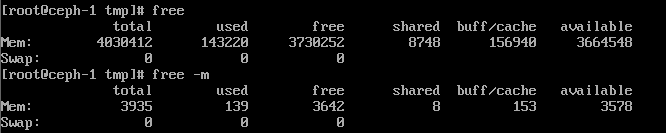 [root@ceph-1 tmp]# free
total used free shared buff/cache available
Mem: 4030412 143220 3730252 8748 156940 3664548
Swap: 0 0 0
[root@ceph-1 tmp]# free -m
total used free shared buff/cache available
Mem: 3935 139 3642 8 153 3578
Swap: 0 0 0